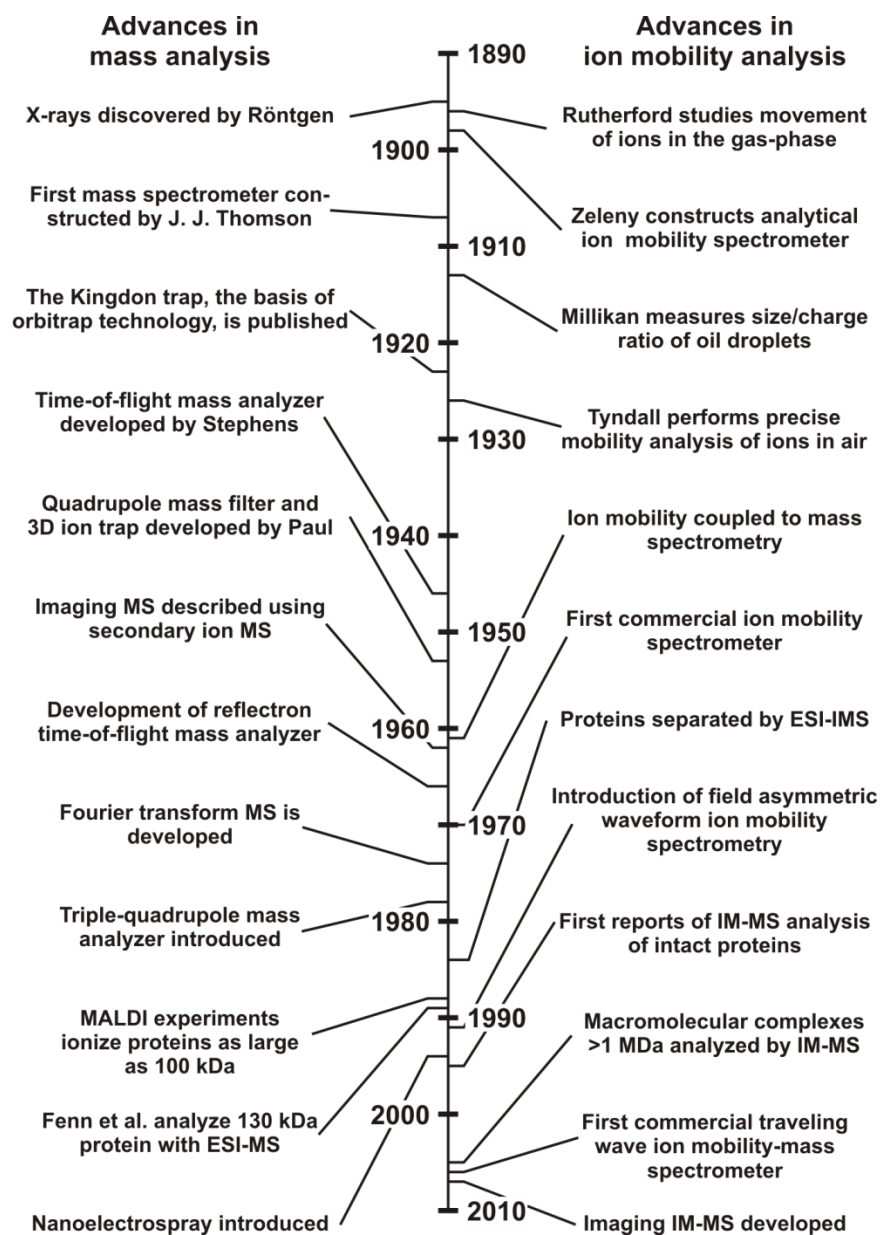 Advances in
mass analysis
X-rays discovered by Röntgen
First mass spectrometer con-
structed by J. J. Thomson
The Kingdon trap, the basis of
orbitrap technology, is published
Time-of-flight mass analyzer
developed by Stephens
Quadrupole mass filter and
3D ion trap developed by Paul
Imaging MS described using
secondary ion MS
Development of reflectron
time-of-flight mass analyzer
Fourier transform MS is
developed
Triple-quadrupole mass
analyzer introduced
MALDI experiments
ionize proteins as large
as 100 kDa
Fenn et al. analyze 130 kDa
protein with ESI-MS
Nanoelectrospray introduced
1890
1900
1910
1920
1930
1940
1950
1960
1970
1980
1990
2000
2010
Advances in
ion mobility analysis
Rutherford studies movement
of ions in the gas-phase
Zeleny constructs analytical
ion mobility spectrometer
Millikan measures size/charge
ratio of oil droplets
Tyndall performs precise
mobility analysis of ions in air
Ion mobility coupled to mass
spectrometry
First commercial ion mobility
spectrometer
Proteins separated by ESI-IMS
Introduction of field asymmetric
waveform ion mobility
spectrometry
First reports of IM-MS analysis
of intact proteins
Macromolecular complexes
>1 MDa analyzed by IM-MS
First commercial traveling
wave ion mobility-mass
spectrometer
Imaging IM-MS developed